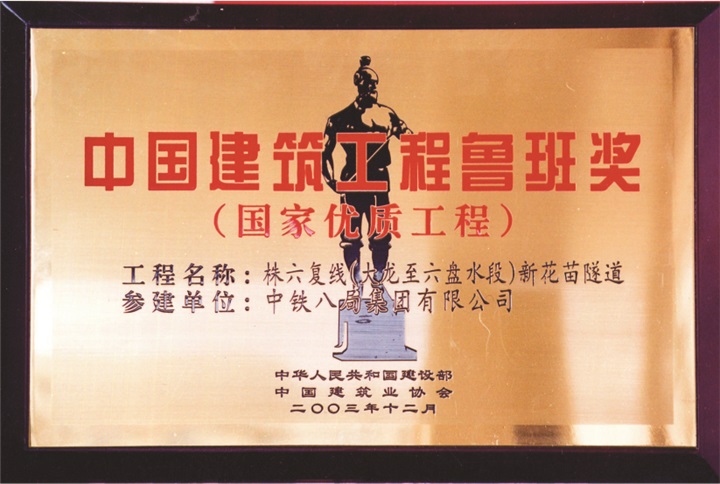 中国建筑工程鲁班奖
(国家优质工程)
工程名称:株六复线(大龙至六盘水段)新花苗隧道
参建单位:中铁八局集团有限公司
中华人民共和国建设部
中国建筑业协会
二〇〇三年十二月